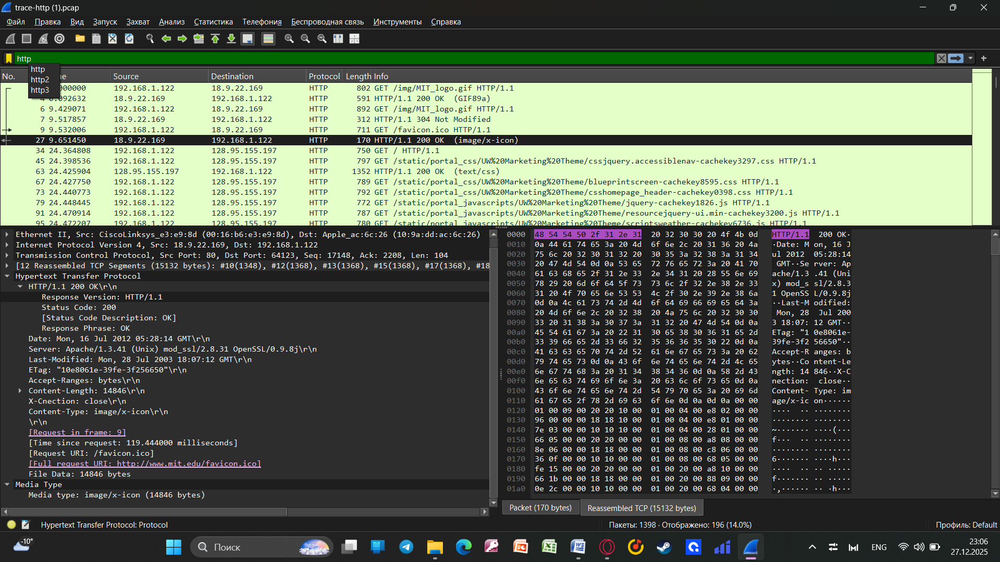 trace-http (1).pcap
Файл Правка Вид Запуск Захват Анализ Статистика Телефония Беспроводная связь Инструменты Справка
http
http
http2
http3
No. ne Source Destination Protocol Length Info
000000 192.168.1.122 18.9.22.169 HTTP 802 GET /img/MIT_logo.gif HTTP/1.1
4 0.092632 18.9.22.169 192.168.1.122 HTTP 591 HTTP/1.1 200 OK (GIF89a)
6 9.429071 192.168.1.122 18.9.22.169 HTTP 892 GET /img/MIT_logo.gif HTTP/1.1
7 9.517857 18.9.22.169 192.168.1.122 HTTP 312 HTTP/1.1 304 Not Modified
9 9.532006 192.168.1.122 18.9.22.169 HTTP 711 GET /favicon.ico HTTP/1.1
27 9.651450 18.9.22.169 192.168.1.122 HTTP 170 HTTP/1.1 200 OK (image/x-icon)
34 24.364808 192.168.1.122 128.95.155.197 HTTP 750 GET / HTTP/1.1
45 24.398536 192.168.1.122 128.95.155.197 HTTP 797 GET /static/portal_css/UW%20Marketing%20Theme/cssjquery.accessiblenav-cachekey3297.css HTTP/1.1
63 24.425904 128.95.155.197 192.168.1.122 HTTP 1352 HTTP/1.1 200 OK (text/css)
67 24.427750 192.168.1.122 128.95.155.197 HTTP 789 GET /static/portal_css/UW%20Marketing%20Theme/blueprintscreen-cachekey8595.css HTTP/1.1
73 24.440773 192.168.1.122 128.95.155.197 HTTP 792 GET /static/portal_css/UW%20Marketing%20Theme/csshomepage_header-cachekey0398.css HTTP/1.1
79 24.448445 192.168.1.122 128.95.155.197 HTTP 772 GET /static/portal_javascripts/UW%20Marketing%20Theme/jquery-cachekey1826.js HTTP/1.1
91 24.470914 192.168.1.122 128.95.155.197 HTTP 787 GET /static/portal_javascripts/UW%20Marketing%20Theme/resourcejquery-ui.min-cachekey3200.js HTTP/1.1
95 24.472207 192.168.1.122 128.95.155.197 HTTP 780 GET /static/portal_javascripts/UW%20Marketing%20Theme/scriptsweather-cachekey6736.js HTTP/1.1
Ethernet II, Src: CiscoLinksys_e3:e9:8d (00:16:b6:e3:e9:8d), Dst: Apple_ac:6c:26 (10:9a:dd:ac:6c:26)
Internet Protocol Version 4, Src: 18.9.22.169, Dst: 192.168.1.122
Transmission Control Protocol, Src Port: 80, Dst Port: 64123, Seq: 17148, Ack: 2208, Len: 104
[12 Reassembled TCP Segments (15132 bytes): #10(1348), #12(1368), #13(1368), #15(1368), #17(1368), #18
Hypertext Transfer Protocol
HTTP/1.1 200 OK\r\n
Response Version: HTTP/1.1
Status Code: 200
[Status Code Description: OK]
Response Phrase: OK
Date: Mon, 16 Jul 2012 05:28:14 GMT\r\n
Server: Apache/1.3.41 (Unix) mod_ssl/2.8.31 OpenSSL/0.9.8j\r\n
Last-Modified: Mon, 28 Jul 2003 18:07:12 GMT\r\n
ETag: "10e8061e-39fe-3f256650"\r\n
Accept-Ranges: bytes\r\n
Content-Length: 14846\r\n
X-Cnection: close\r\n
Content-Type: image/x-icon\r\n
\r\n
[Request in frame: 9]
[Time since request: 119.444000 milliseconds]
[Request URI: /favicon.ico]
[Full request URI: http://www.mit.edu/favicon.ico]
File Data: 14846 bytes
Media Type
Media type: image/x-icon (14846 bytes)
0000 48 54 54 50 2f 31 2e 31 20 32 30 30 20 4f 4b 0d HTTP/1.1 200 OK·
0010 0a 44 61 74 65 3a 20 4d 6f 6e 2c 20 31 36 20 4a ·Date: M on, 16 J
0020 75 6c 20 32 30 31 32 20 30 35 3a 32 38 3a 31 34 ul 2012 05:28:14
0030 20 47 4d 54 0d 0a 53 65 72 76 65 72 3a 20 41 70 GMT··Se rver: Ap
0040 61 63 68 65 2f 31 2e 33 2e 34 31 20 28 55 6e 69 ache/1.3 .41 (Uni
0050 78 29 20 6d 6f 64 5f 73 73 6c 2f 32 2e 38 2e 33 x) mod_s sl/2.8.3
0060 31 20 4f 70 65 6e 53 53 4c 2f 30 2e 39 2e 38 6a 1 OpenSS L/0.9.8j
0070 0d 0a 4c 61 73 74 2d 4d 6f 64 69 66 69 65 64 3a ··Last-M odified:
0080 20 4d 6f 6e 2c 20 32 38 20 4a 75 6c 20 32 30 30 Mon, 28 Jul 200
0090 33 20 31 38 3a 30 37 3a 31 32 20 47 4d 54 0d 0a 3 18:07: 12 GMT··
00a0 45 54 61 67 3a 20 22 31 30 65 38 30 36 31 65 2d ETag: "1 0e8061e-
00b0 33 39 66 65 2d 33 66 32 35 36 36 35 30 22 0d 0a 39fe-3f2 56650"··
00c0 41 63 63 65 70 74 2d 52 61 6e 67 65 73 3a 20 62 Accept-R anges: b
00d0 79 74 65 73 0d 0a 43 6f 6e 74 65 6e 74 2d 4c 65 ytes··Co ntent-Le
00e0 6e 67 74 68 3a 20 31 34 38 34 36 0d 0a 58 2d 43 ngth: 14 846··X-C
00f0 6e 65 63 74 69 6f 6e 3a 20 63 6c 6f 73 65 0d 0a nection: close··
0100 43 6f 6e 74 65 6e 74 2d 54 79 70 65 3a 20 69 6d Content- Type: im
0110 61 67 65 2f 78 2d 69 63 6f 6e 0d 0a 0d 0a 00 00 age/x-ic on······
0120 01 00 09 00 20 20 10 00 01 00 04 00 e8 02 00 00 ···· ·· ········
0130 96 00 00 00 18 18 10 00 01 00 04 00 e8 01 00 00 ········ ········
0140 7e 03 00 00 10 10 10 00 01 00 04 00 28 01 00 00 ~······· ····(···
0150 66 05 00 00 20 20 00 00 01 00 08 00 a8 08 00 00 f··· ·· ········
0160 8e 06 00 00 18 18 00 00 01 00 08 00 c8 06 00 00 ········ ········
0170 36 0f 00 00 10 10 00 00 01 00 08 00 68 05 00 00 6······· ····h···
0180 fe 15 00 00 20 20 00 00 01 00 20 00 a8 10 00 00 ···· ·· ·· ·····
0190 66 1b 00 00 18 18 00 00 01 00 20 00 88 09 00 00 f······· ·· ·····
01a0 0e 2c 00 00 10 10 00 00 01 00 20 00 68 04 00 00 ·,······ ·· ·h···
Packet (170 bytes) Reassembled TCP (15132 bytes)
Hypertext Transfer Protocol: Protocol Пакеты: 1398 · Отображено: 196 (14.0%) Профиль: Default
-10° Поиск ENG 23:06
27.12.2025